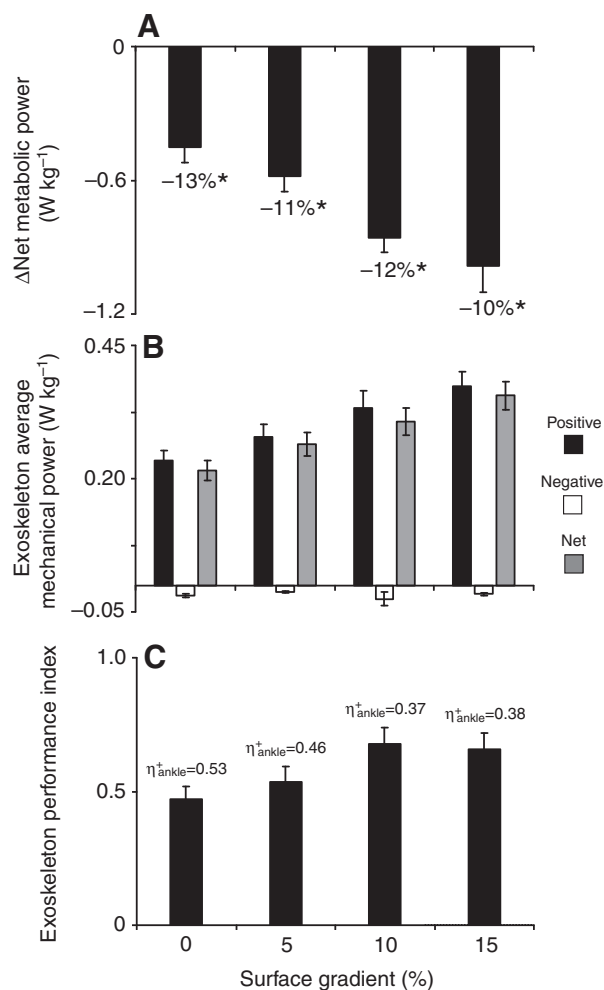 A
0
−0.6
−1.2
ΔNet metabolic power
(W kg⁻¹)
−13%*
−11%*
−12%*
−10%*
B
0.45
0.20
−0.05
Exoskeleton average
mechanical power (W kg⁻¹)
Positive
Negative
Net
C
1.0
0.5
0
Exoskeleton performance index
η⁺ankle=0.53
η⁺ankle=0.46
η⁺ankle=0.37
η⁺ankle=0.38
0 5 10 15
Surface gradient (%)